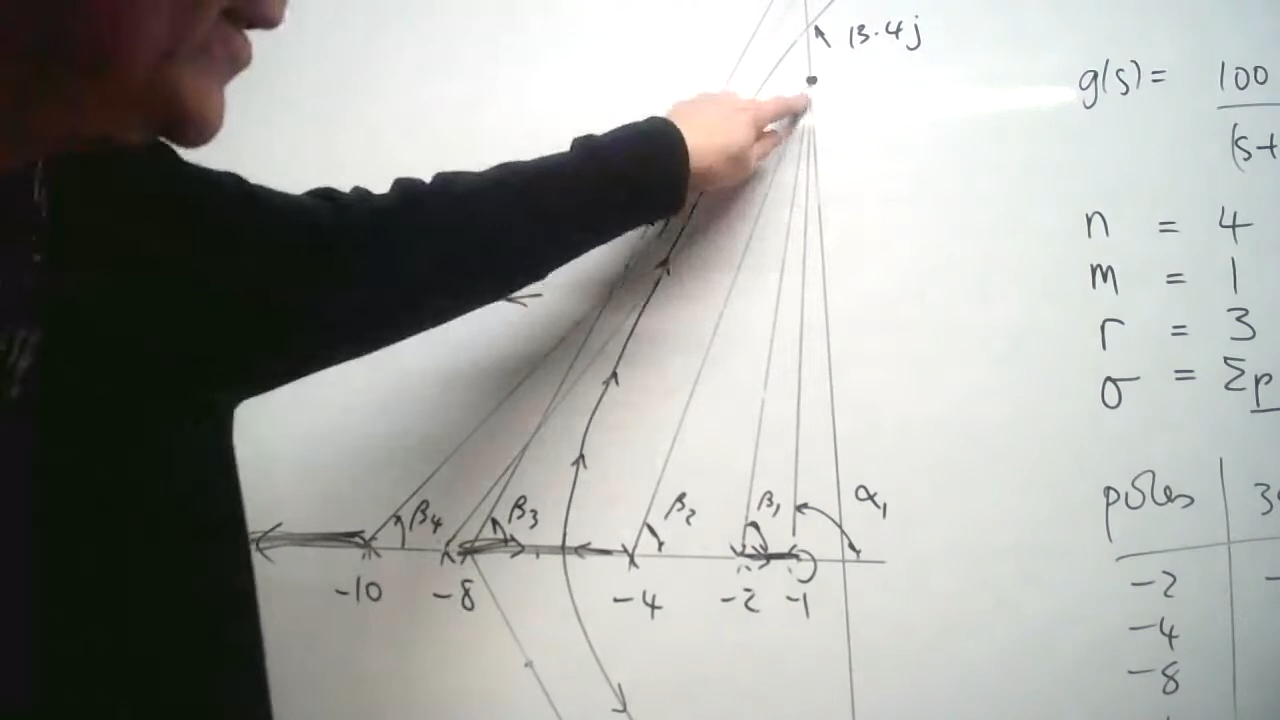 13.4j
g(s) = 100
(s+
n = 4
m = 1
r = 3
σ = Σp
β4 β3 β2 β1 α1
-10 -8 -4 -2 -1
poles 3
-2 -
-4
-8